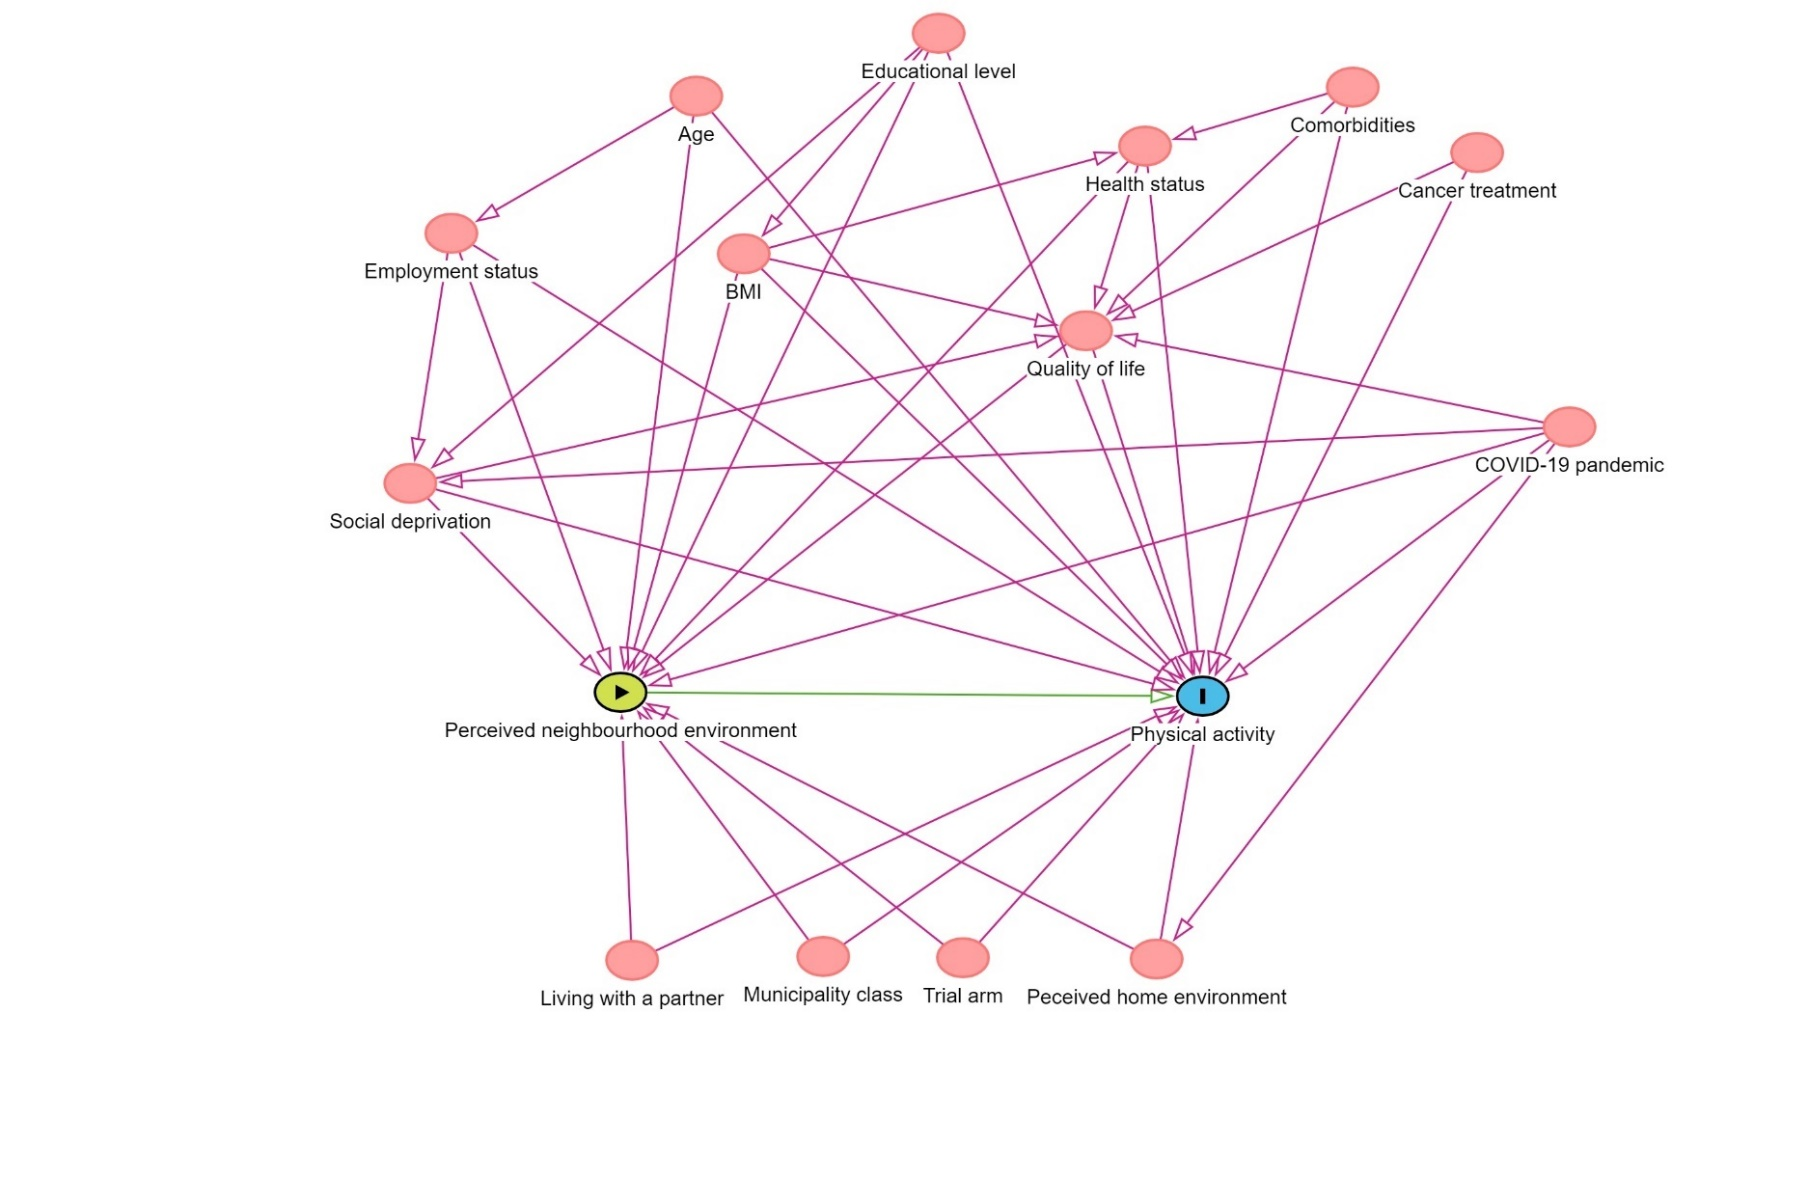 Educational level
Age
Comorbidities
Health status
Cancer treatment
Employment status
BMI
Quality of life
COVID-19 pandemic
Social deprivation
Perceived neighbourhood environment
Physical activity
Living with a partner
Municipality class
Trial arm
Peceived home environment